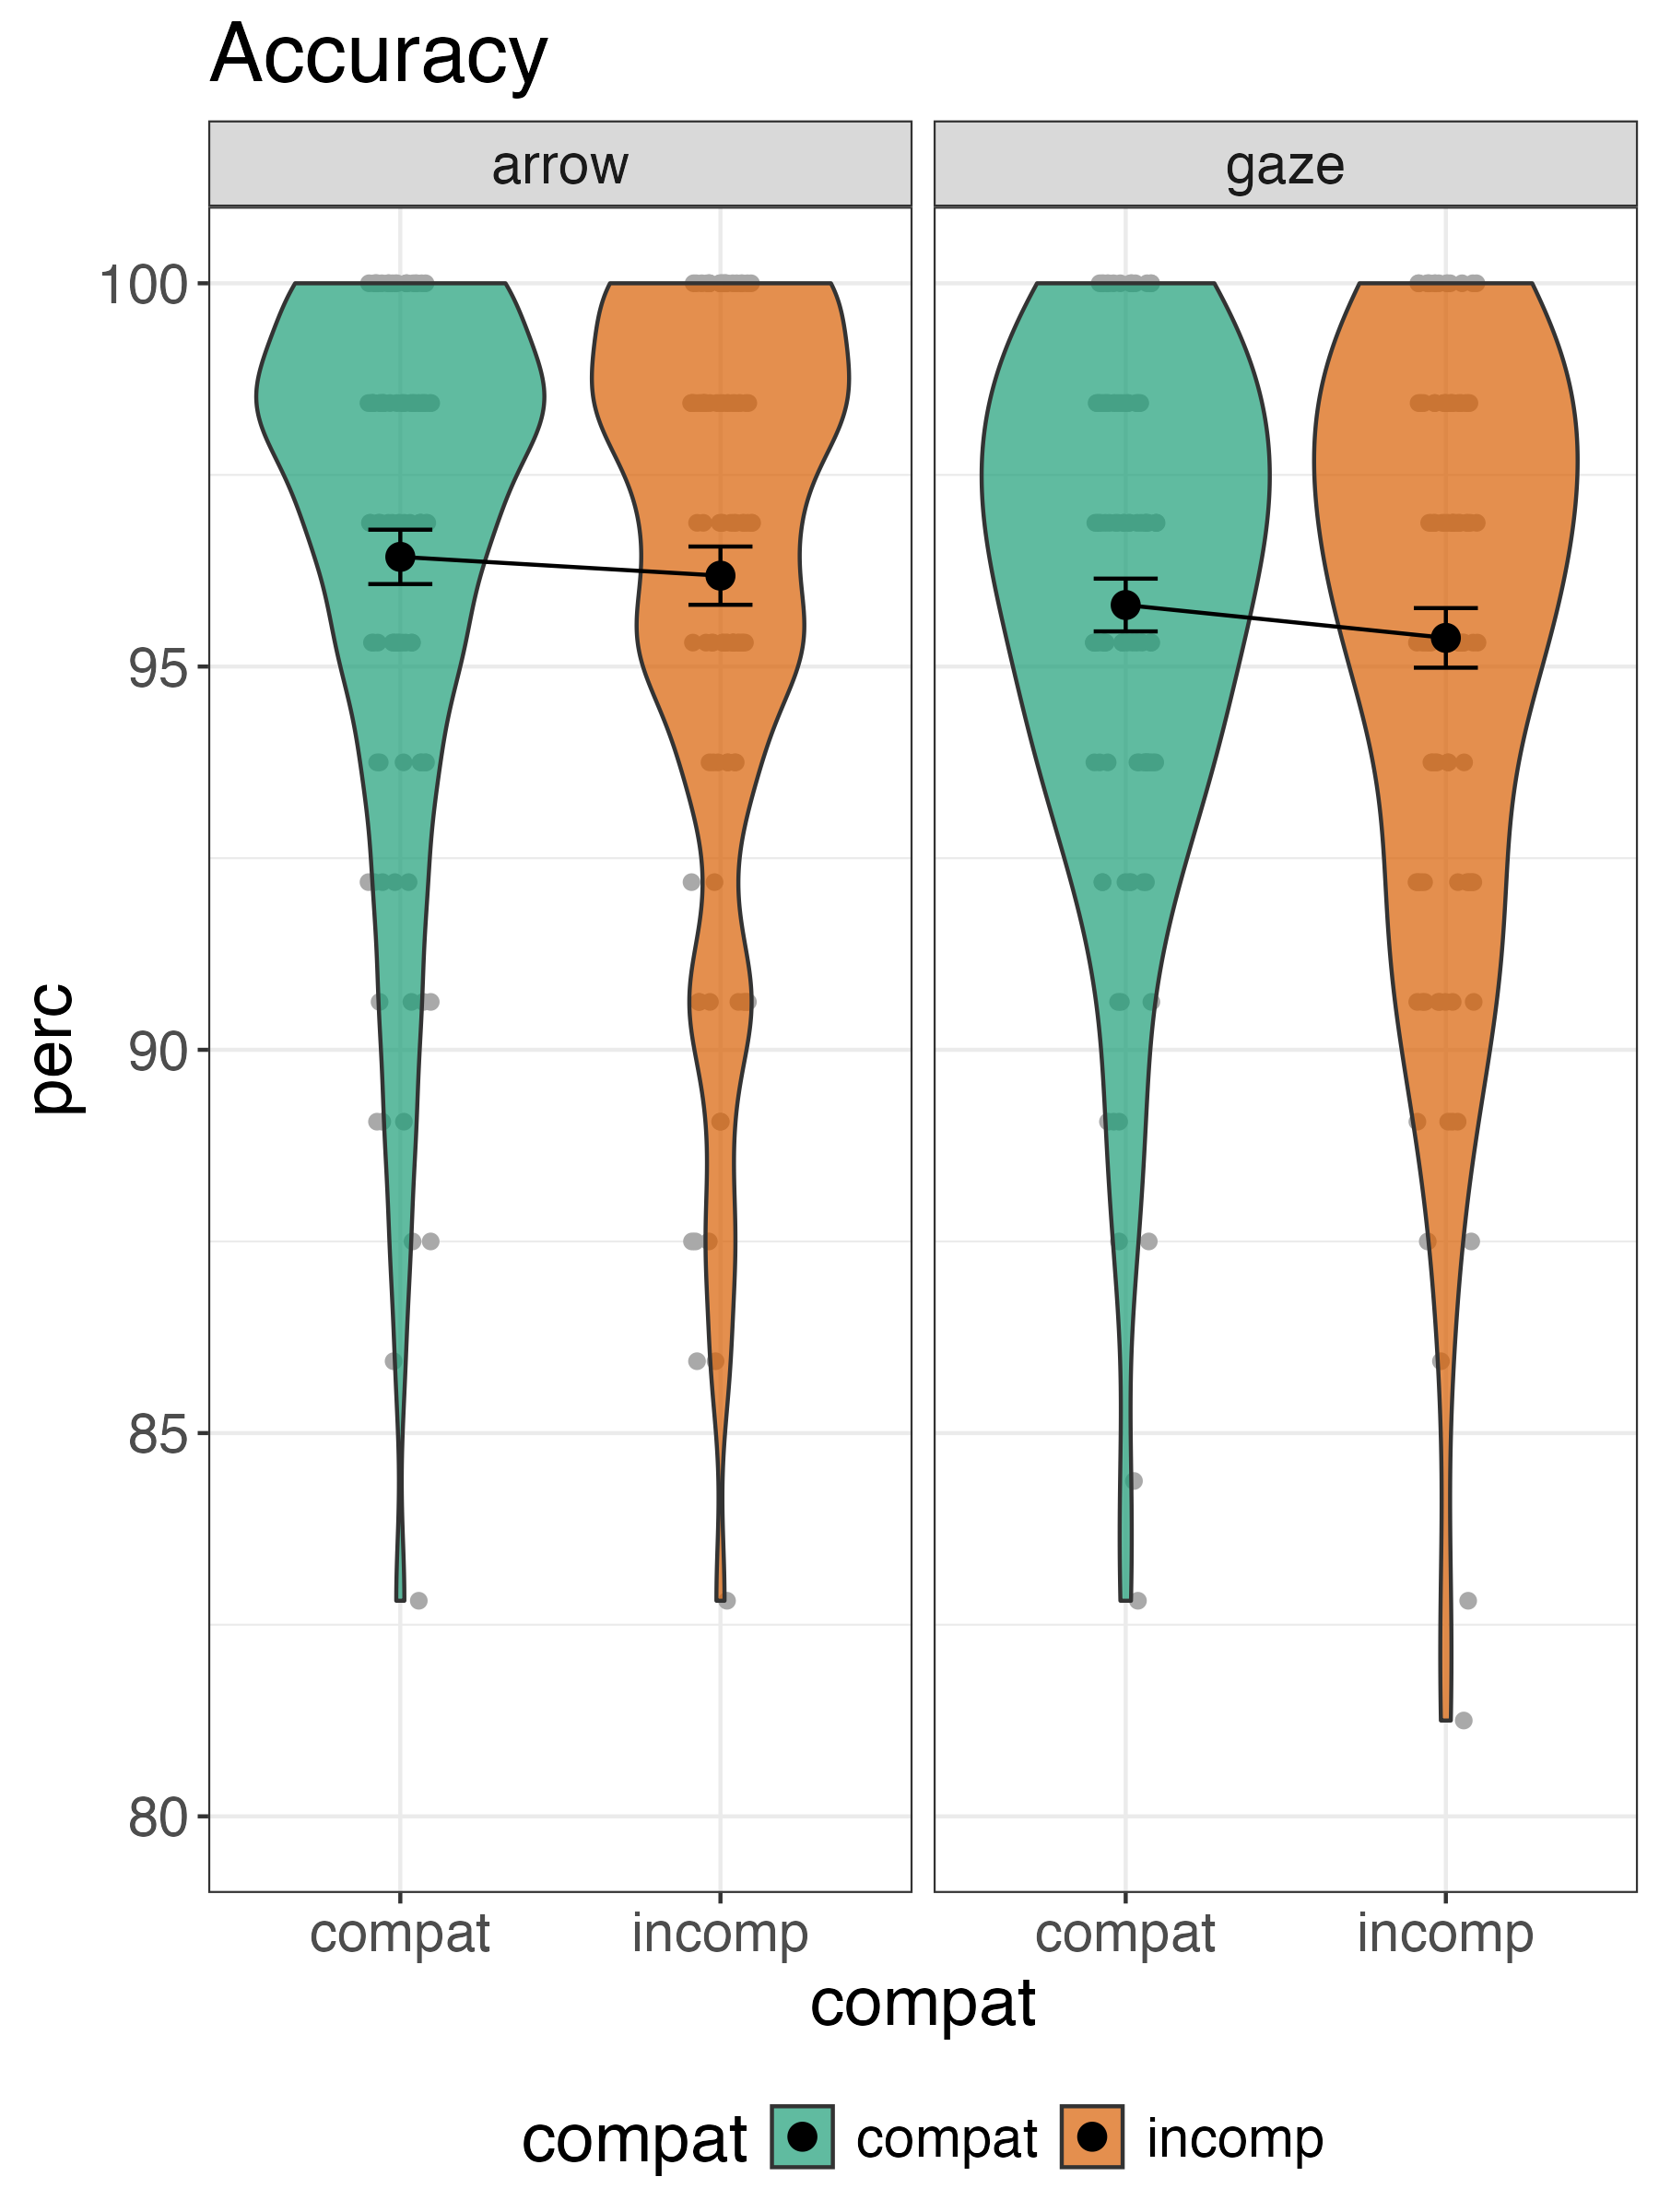 Accuracy
arrow
gaze
100
95
90
85
80
perc
compat incomp compat incomp
compat
compat compat incomp